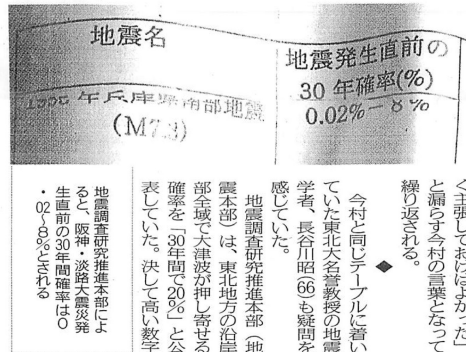 地震名
地震発生直前の
30年確率(%)
1995年兵庫県南部地震
(M7.3)
0.02%－8%
く主張しておけばよかった」
と漏らす今村の言葉となって
繰り返される。
◆
今村と同じテーブルに着い
ていた東北大名誉教授の地震
学者、長谷川昭(66)も疑問を
感じていた。
地震調査研究推進本部(地
震本部)は、東北地方の沿岸
部全域で大津波が押し寄せる
確率を「30年間で20%」と公
表していた。決して高い数字
地震調査研究推進本部によ
ると、阪神・淡路大震災発
生直前の30年間確率は0
・02〜8%とされる